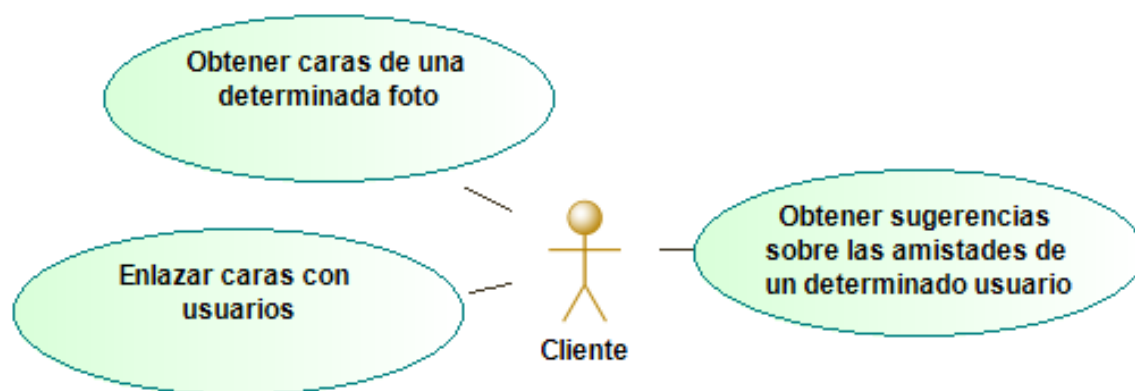 Obtener caras de una
determinada foto
Enlazar caras con
usuarios
Cliente
Obtener sugerencias
sobre las amistades de
un determinado usuario